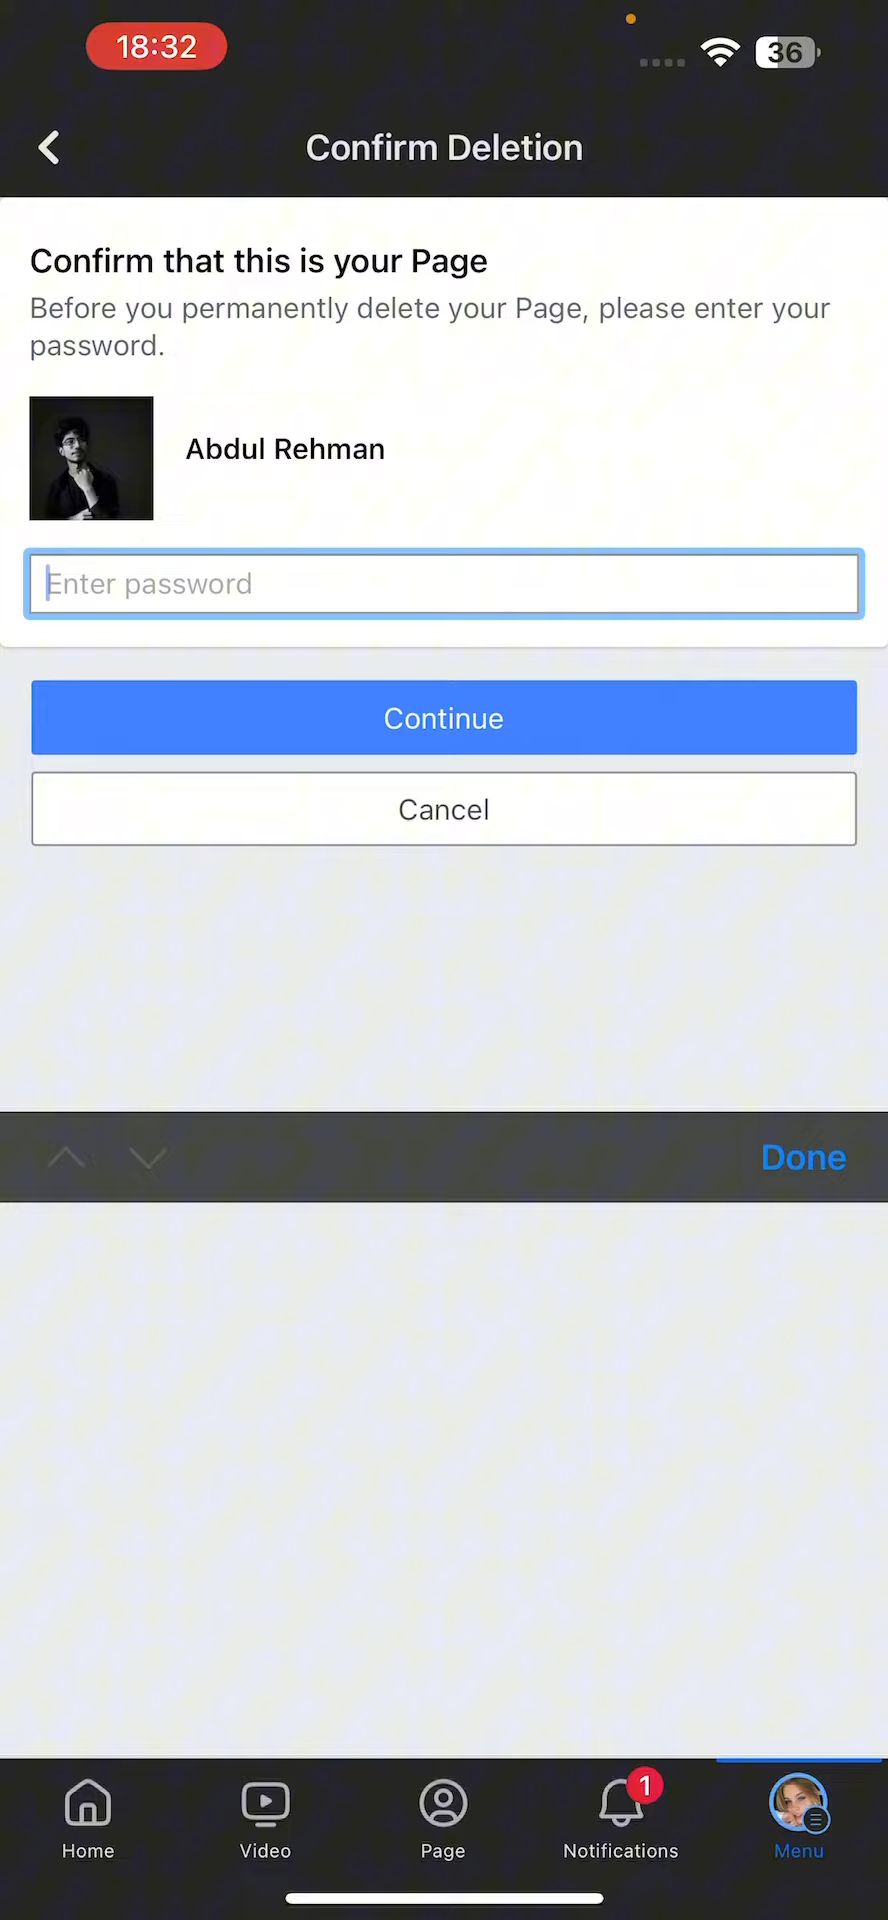 18:32
36
Confirm Deletion
Confirm that this is your Page
Before you permanently delete your Page, please enter your
password.
Abdul Rehman
Enter password
Continue
Cancel
Done
1
Home
Video
Page
Notifications
Menu